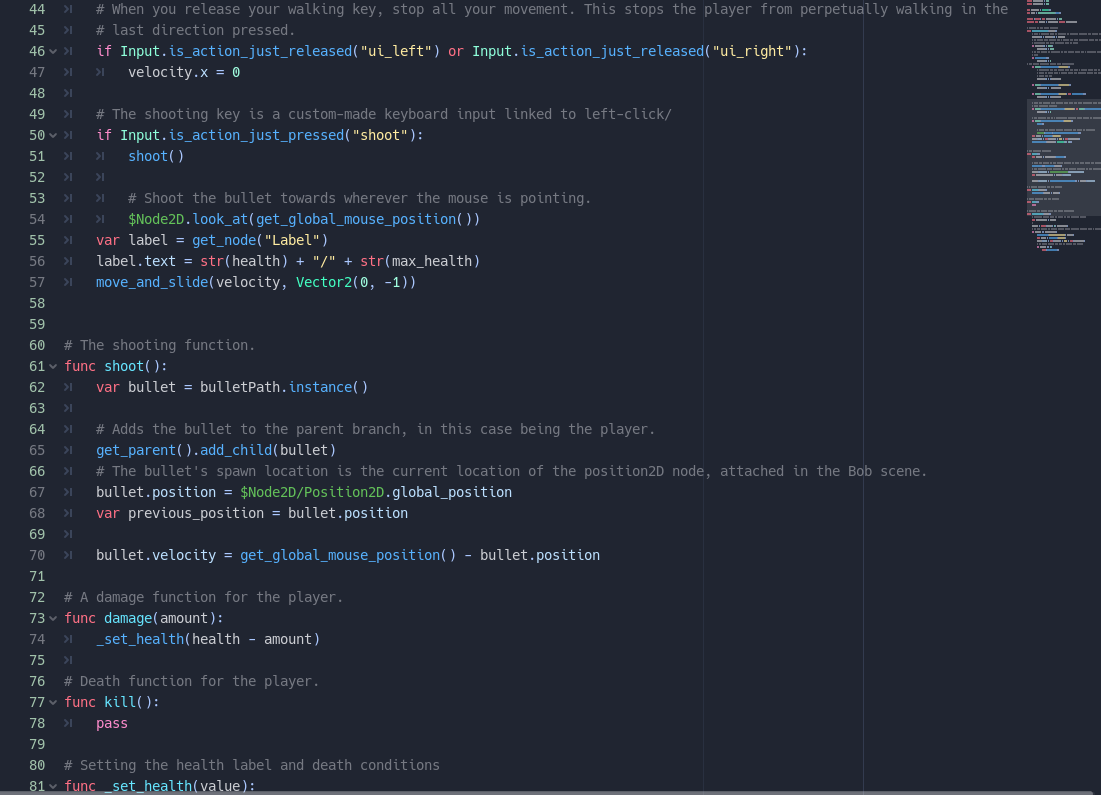 44 # When you release your walking key, stop all your movement. This stops the player from perpetually walking in the
45 # last direction pressed.
46 if Input.is_action_just_released("ui_left") or Input.is_action_just_released("ui_right"):
47 velocity.x = 0
48
49 # The shooting key is a custom-made keyboard input linked to left-click/
50 if Input.is_action_just_pressed("shoot"):
51 shoot()
52
53 # Shoot the bullet towards wherever the mouse is pointing.
54 $Node2D.look_at(get_global_mouse_position())
55 var label = get_node("Label")
56 label.text = str(health) + "/" + str(max_health)
57 move_and_slide(velocity, Vector2(0, -1))
58
59
60 # The shooting function.
61 func shoot():
62 var bullet = bulletPath.instance()
63
64 # Adds the bullet to the parent branch, in this case being the player.
65 get_parent().add_child(bullet)
66 # The bullet's spawn location is the current location of the position2D node, attached in the Bob scene.
67 bullet.position = $Node2D/Position2D.global_position
68 var previous_position = bullet.position
69
70 bullet.velocity = get_global_mouse_position() - bullet.position
71
72 # A damage function for the player.
73 func damage(amount):
74 _set_health(health - amount)
75
76 # Death function for the player.
77 func kill():
78 pass
79
80 # Setting the health label and death conditions
81 func _set_health(value):